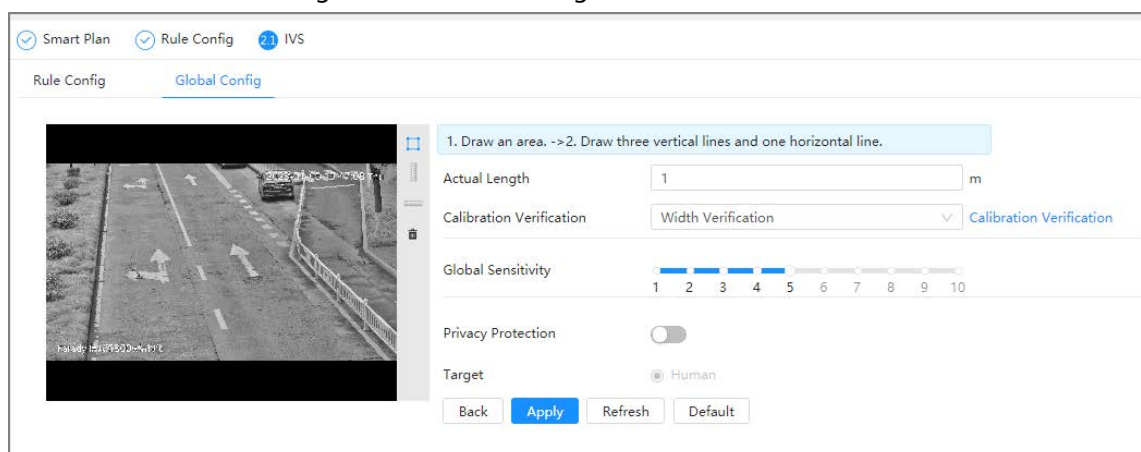 Smart Plan Rule Config 2.1 IVS
Rule Config Global Config
1. Draw an area. ->2. Draw three vertical lines and one horizontal line.
Actual Length 1 m
Calibration Verification Width Verification Calibration Verification
Global Sensitivity
1 2 3 4 5 6 7 8 9 10
Privacy Protection
Target Human
Back Apply Refresh Default